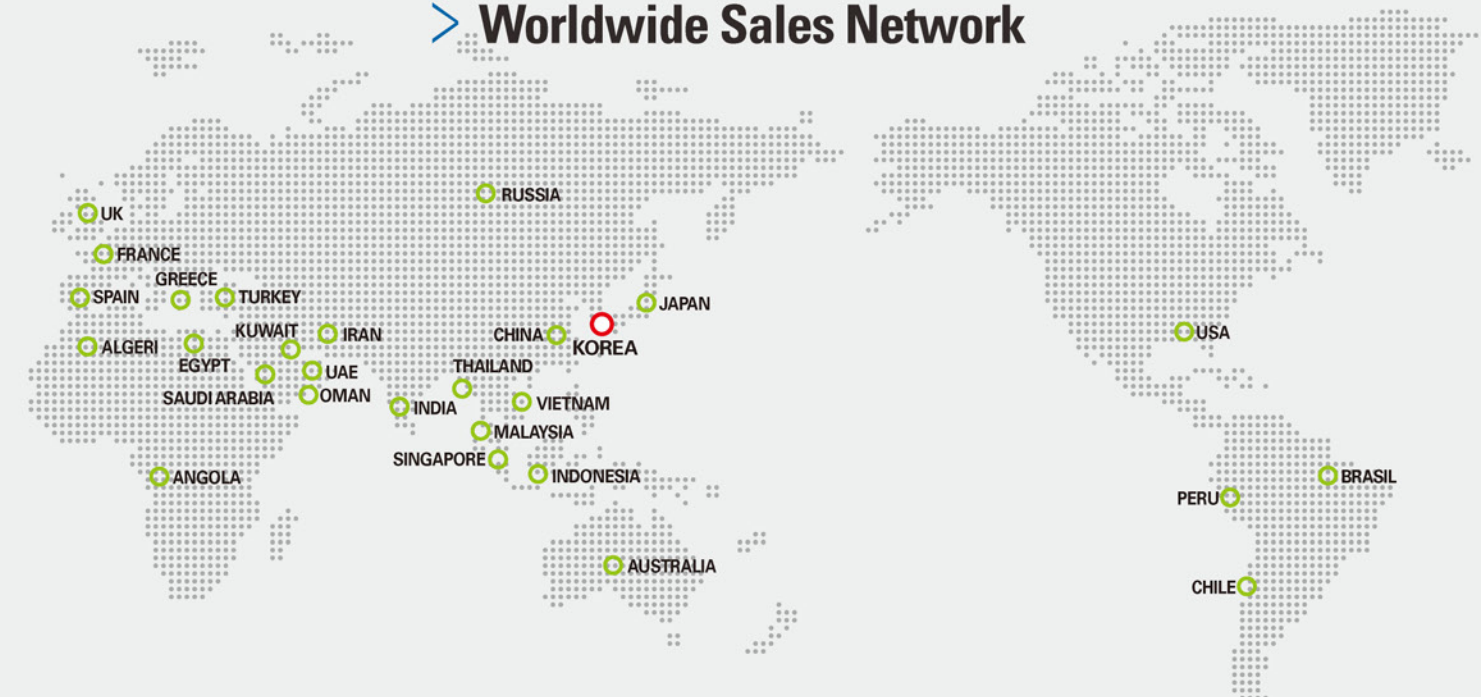 > Worldwide Sales Network
RUSSIA
UK
FRANCE
GREECE
SPAIN
TURKEY
JAPAN
KUWAIT
IRAN
CHINA
KOREA
USA
ALGERI
EGYPT
THAILAND
UAE
SAUDI ARABIA
OMAN
INDIA
VIETNAM
MALAYSIA
SINGAPORE
INDONESIA
ANGOLA
BRASIL
PERU
AUSTRALIA
CHILE